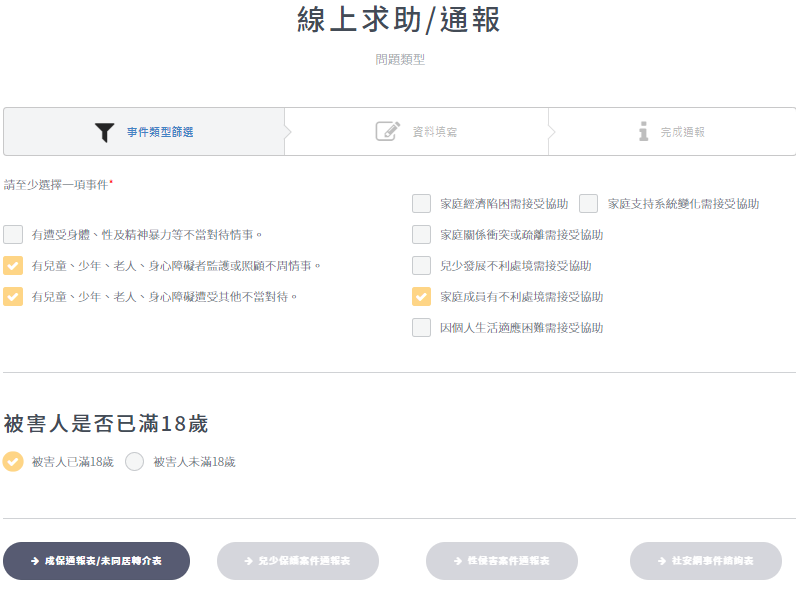 線上求助/通報
問題類型
事件類型篩選
資料填寫
完成通報
請至少選擇一項事件*
有遭受身體、性及精神暴力等不當對待情事。
有兒童、少年、老人、身心障礙者監護或照顧不周情事。
有兒童、少年、老人、身心障礙遭受其他不當對待。
家庭經濟陷困需接受協助
家庭支持系統變化需接受協助
家庭關係衝突或疏離需接受協助
兒少發展不利處境需接受協助
家庭成員有不利處境需接受協助
因個人生活適應困難需接受協助
被害人是否已滿18歲
被害人已滿18歲
被害人未滿18歲
成保通報表/未同居轉介表
兒少保護案件通報表
性侵害案件通報表
社安網事件諮詢表